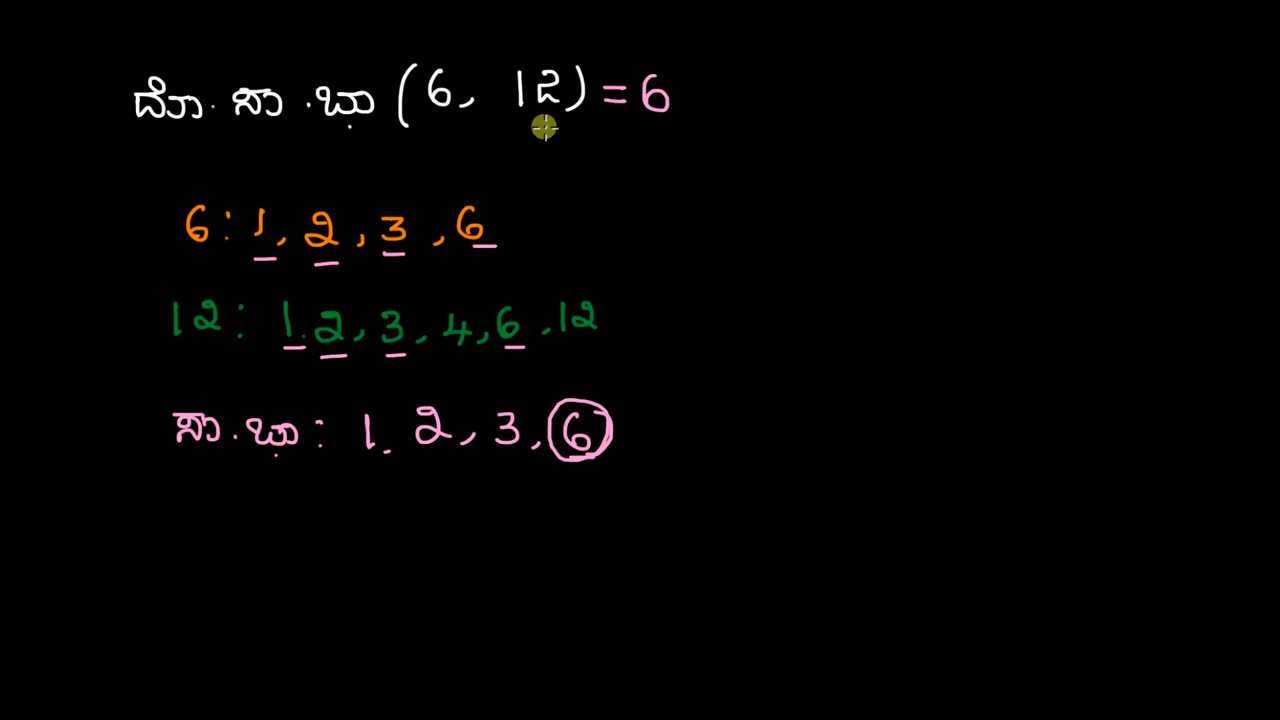 ದೊ. ಸಾ .ಭಾ (6, 12) = 6
6: 1, 2, 3, 6
12: 1. 2, 3, 4, 6, 12
ಸಾ.ಭಾ: 1. 2, 3, 6